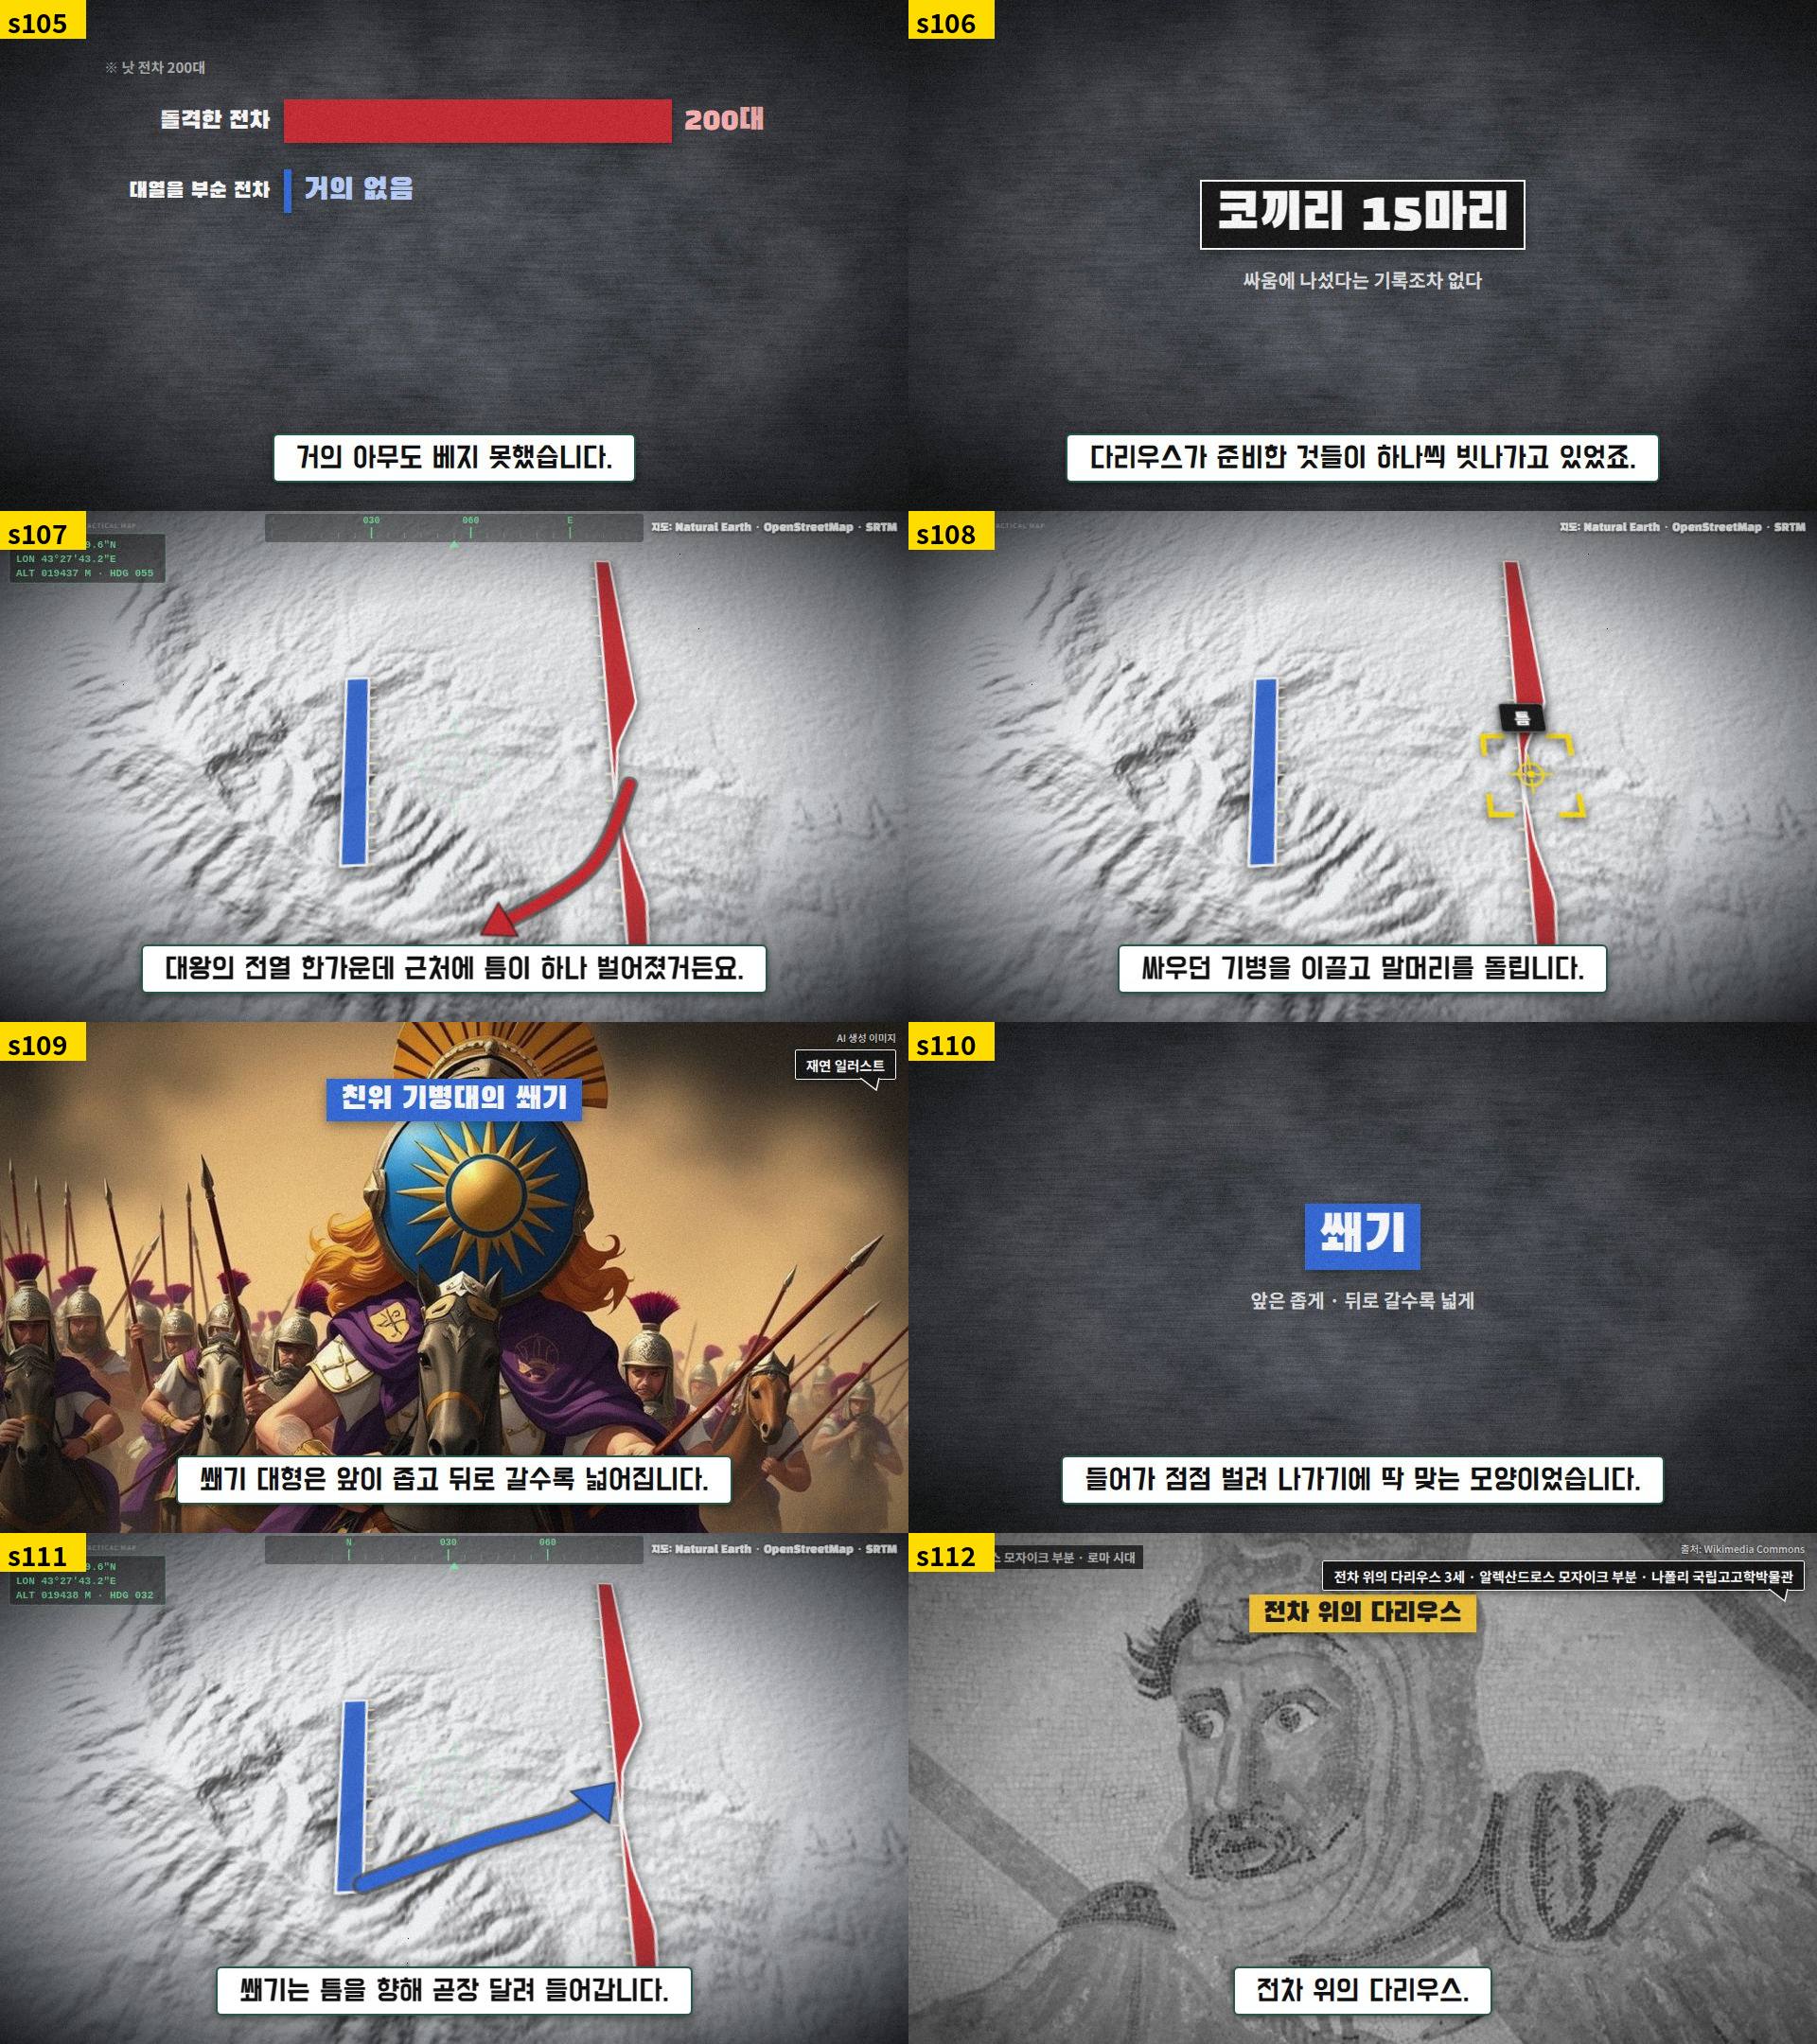 s105
※ 낫 전차 200대
돌격한 전차
200대
대열을 부순 전차
거의 없음
거의 아무도 베지 못했습니다.
s106
코끼리 15마리
싸움에 나섰다는 기록조차 없다
다리우스가 준비한 것들이 하나씩 빗나가고 있었죠.
s107
ACTICAL MAP
030 060 E
지도: Natural Earth · OpenStreetMap · SRTM
0.6"N
LON 43°27'43.2"E
ALT 019437 M · HDG 055
대왕의 전열 한가운데 근처에 틈이 하나 벌어졌거든요.
s108
ACTICAL MAP
지도: Natural Earth · OpenStreetMap · SRTM
틈
싸우던 기병을 이끌고 말머리를 돌립니다.
s109
AI 생성 이미지
재연 일러스트
친위 기병대의 쐐기
쐐기 대형은 앞이 좁고 뒤로 갈수록 넓어집니다.
s110
쐐기
앞은 좁게 · 뒤로 갈수록 넓게
들어가 점점 벌려 나가기에 딱 맞는 모양이었습니다.
s111
ACTICAL MAP
N 030 060
지도: Natural Earth · OpenStreetMap · SRTM
0.6"N
LON 43°27'43.2"E
ALT 019438 M · HDG 032
쐐기는 틈을 향해 곧장 달려 들어갑니다.
s112
스 모자이크 부분 · 로마 시대
출처: Wikimedia Commons
전차 위의 다리우스 3세 · 알렉산드로스 모자이크 부분 · 나폴리 국립고고학박물관
전차 위의 다리우스
전차 위의 다리우스.